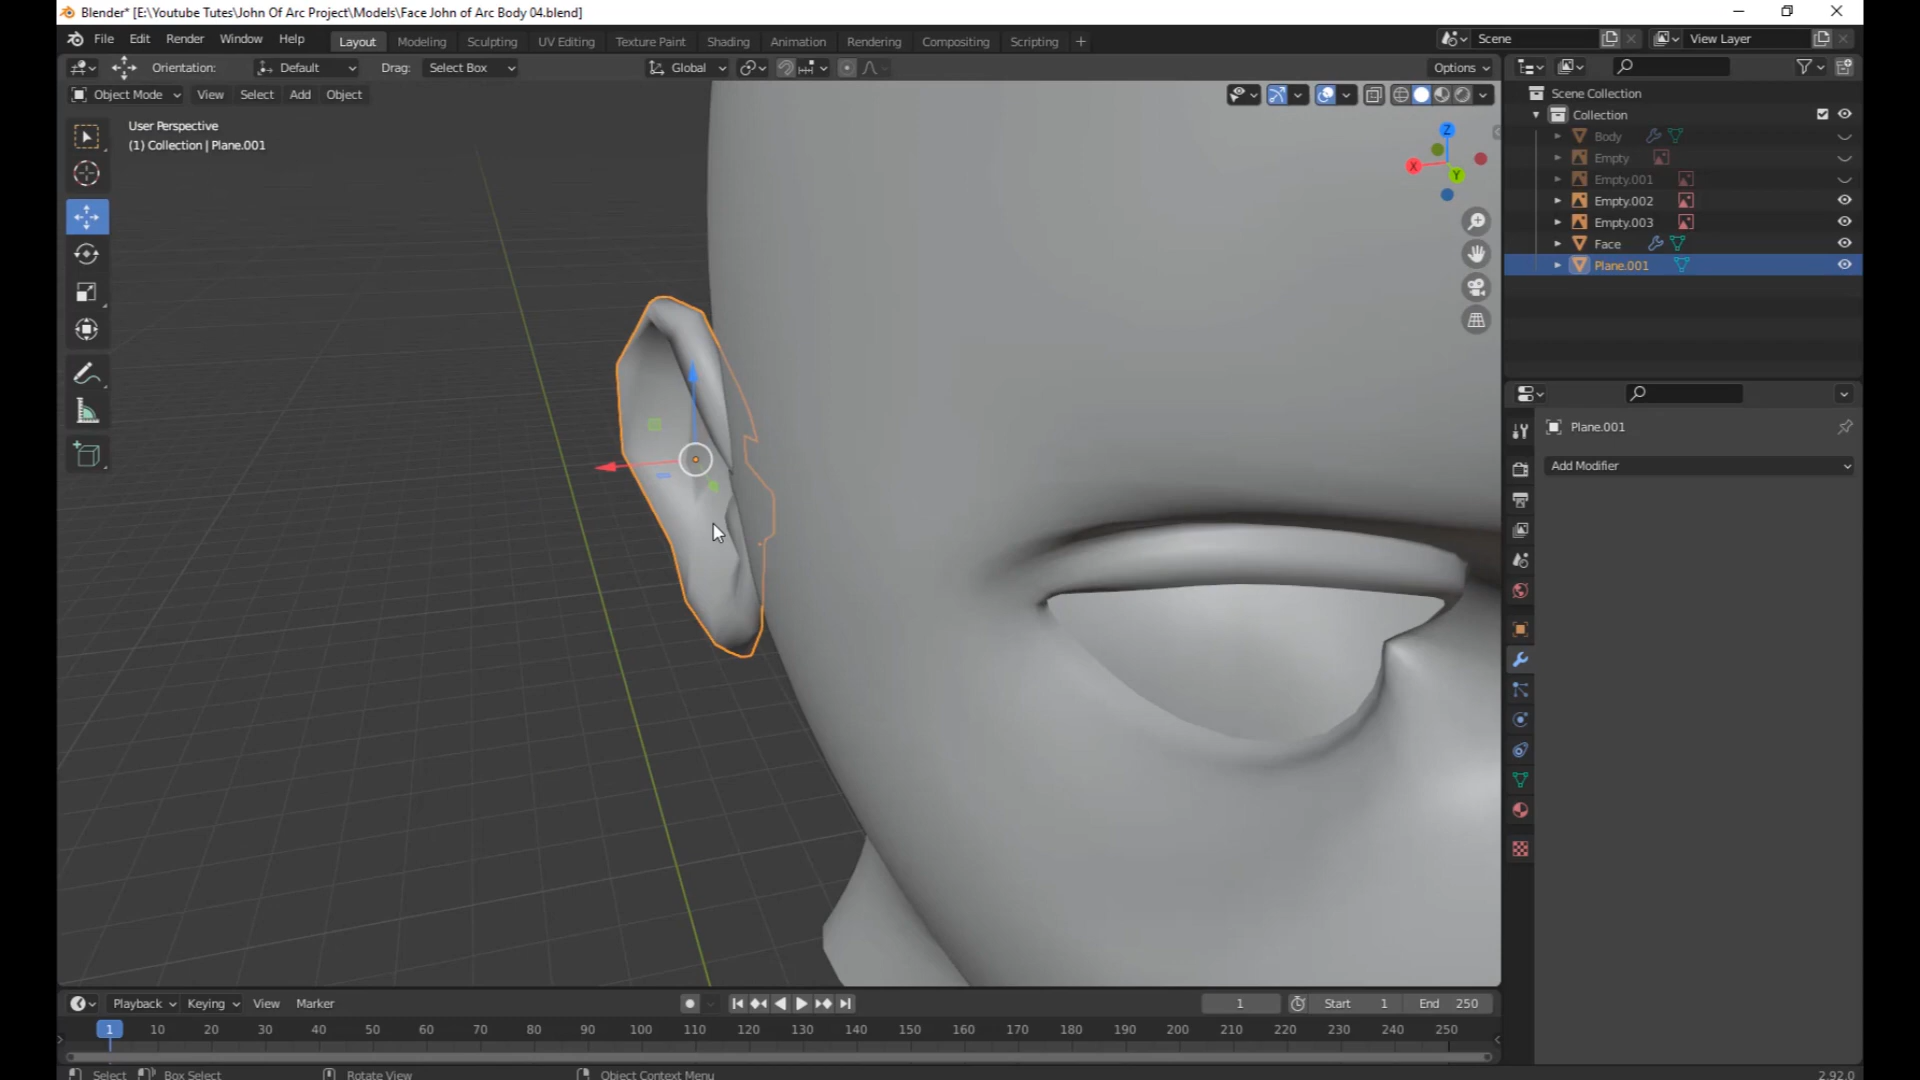 Blender* [E:\Youtube Tutes\John Of Arc Project\Models\Face John of Arc Body 04.blend]
File Edit Render Window Help Layout Modeling Sculpting UV Editing Texture Paint Shading Animation Rendering Compositing Scripting + Scene View Layer
Orientation: Default Drag: Select Box Global Options
Object Mode View Select Add Object
User Perspective
(1) Collection | Plane.001
Z
X
Y
Scene Collection
Collection
Body
Empty
Empty.001
Empty.002
Empty.003
Face
Plane.001
Plane.001
Add Modifier
Playback Keying View Marker 1 Start 1 End 250
1 10 20 30 40 50 60 70 80 90 100 110 120 130 140 150 160 170 180 190 200 210 220 230 240 250
Select Box Select Rotate View Object Context Menu 2.92.0